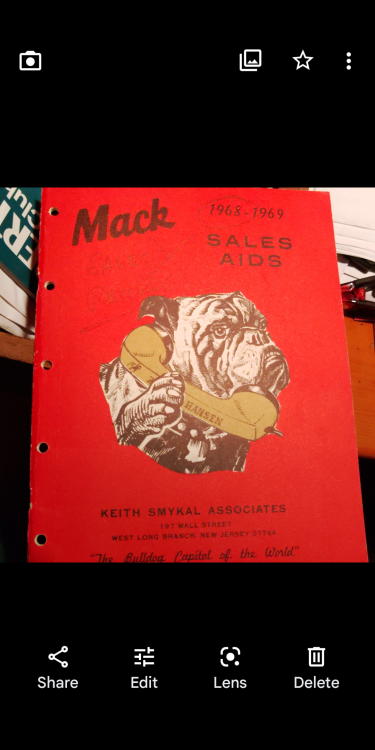 Mack
1968-1969
SALES
AIDS
HANSEN
KEITH SMYKAL ASSOCIATES
197 WALL STREET
WEST LONG BRANCH, NEW JERSEY 07764
"The Bulldog Capitol of the World"
Share
Edit
Lens
Delete